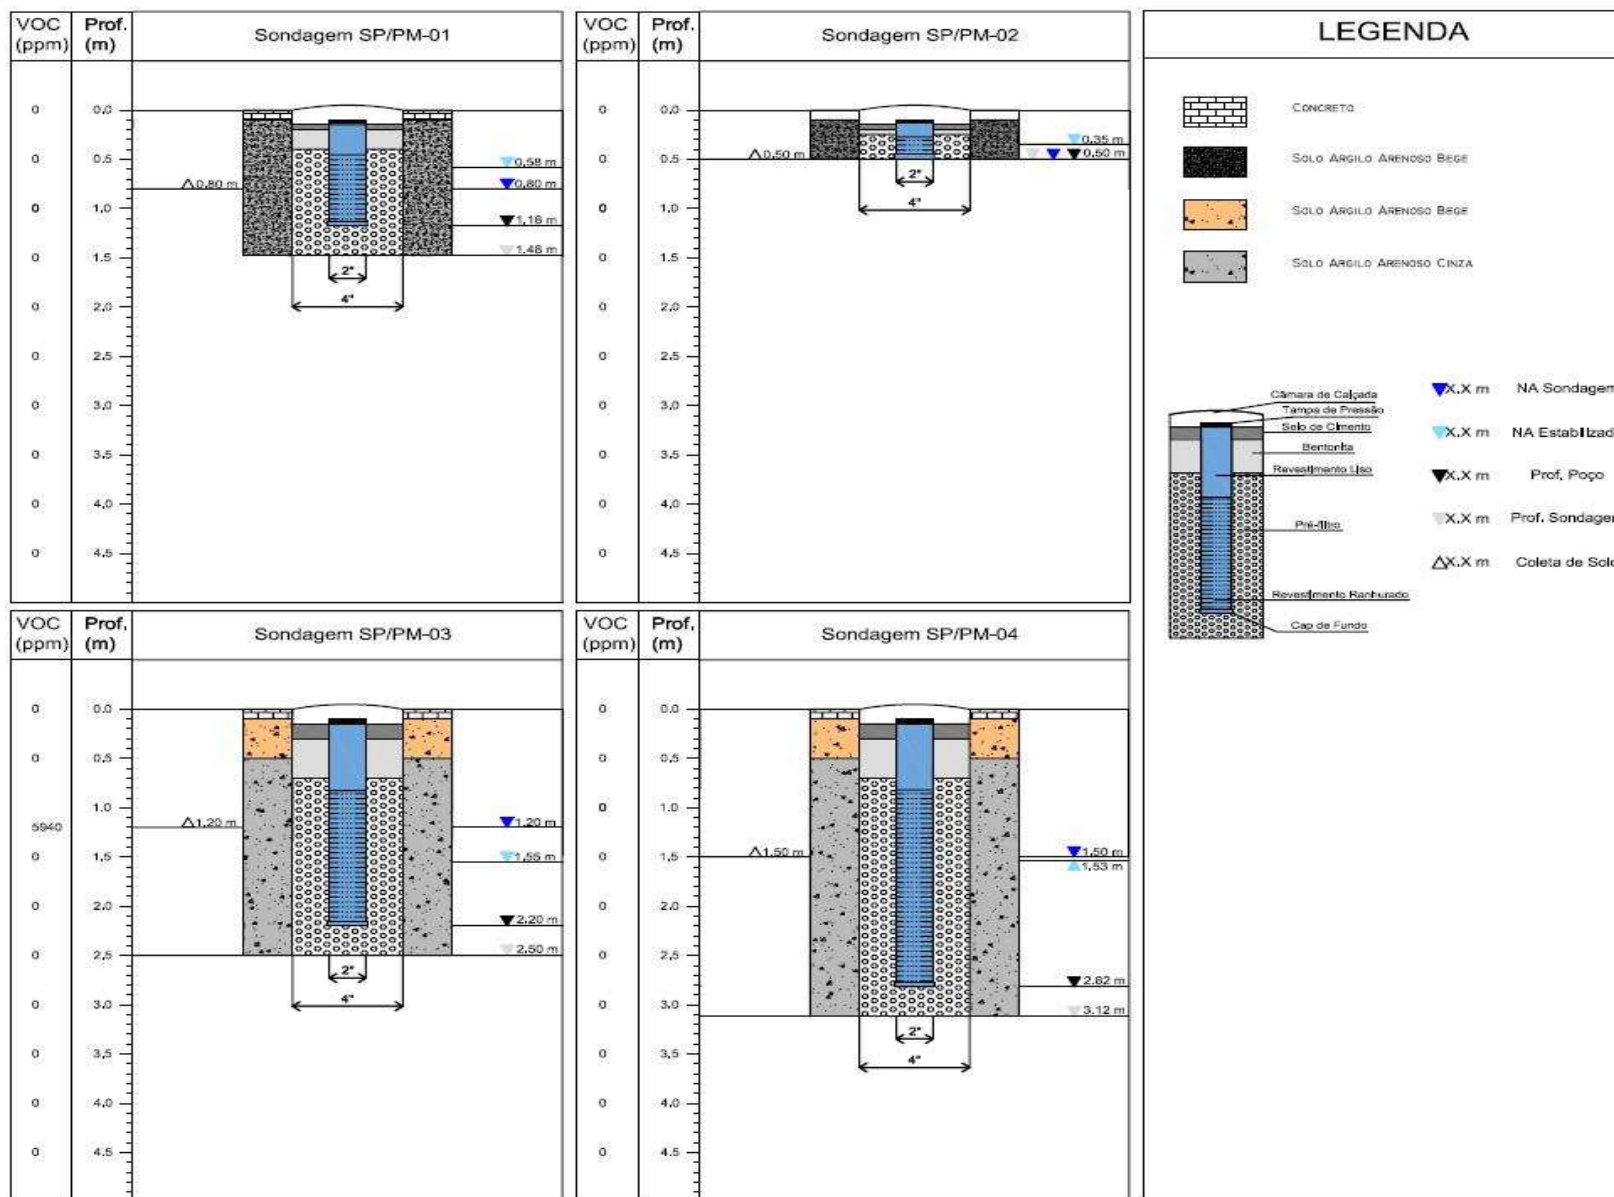 VOC (ppm)
Prof. (m)
Sondagem SP/PM-01
0 0.0
0 0.5
0 1.0
0 1.5
0 2.0
0 2.5
0 3.0
0 3.5
0 4.0
0 4.5
0.80 m
0.58 m
0.80 m
1.18 m
1.48 m
2"
4"
VOC (ppm)
Prof. (m)
Sondagem SP/PM-02
0 0.0
0 0.5
0 1.0
0 1.5
0 2.0
0 2.5
0 3.0
0 3.5
0 4.0
0 4.5
0.50 m
0.35 m
0.50 m
2"
4"
LEGENDA
CONCRETO
SOLO ARGILO ARENOSO BEGE
SOLO ARGILO ARENOSO BEGE
SOLO ARGILO ARENOSO CINZA
Câmara de Calçada
Tampa de Pressão
Selo de Cimento
Bentonita
Revestimento Liso
Pré-filtro
Revestimento Ranhurado
Cap de Fundo
X.X m NA Sondagem
X.X m NA Estabilizad
X.X m Prof. Poço
X.X m Prof. Sondagem
X.X m Coleta de Solo
VOC (ppm)
Prof. (m)
Sondagem SP/PM-03
0 0.0
0 0.5
0 1.0
5940
0 1.5
0 2.0
0 2.5
0 3.0
0 3.5
0 4.0
0 4.5
1.20 m
1.20 m
1.55 m
2.20 m
2.50 m
2"
4"
VOC (ppm)
Prof. (m)
Sondagem SP/PM-04
0 0.0
0 0.5
0 1.0
0 1.5
0 2.0
0 2.5
0 3.0
0 3.5
0 4.0
0 4.5
1.50 m
1.50 m
1.53 m
2.82 m
3.12 m
2"
4"